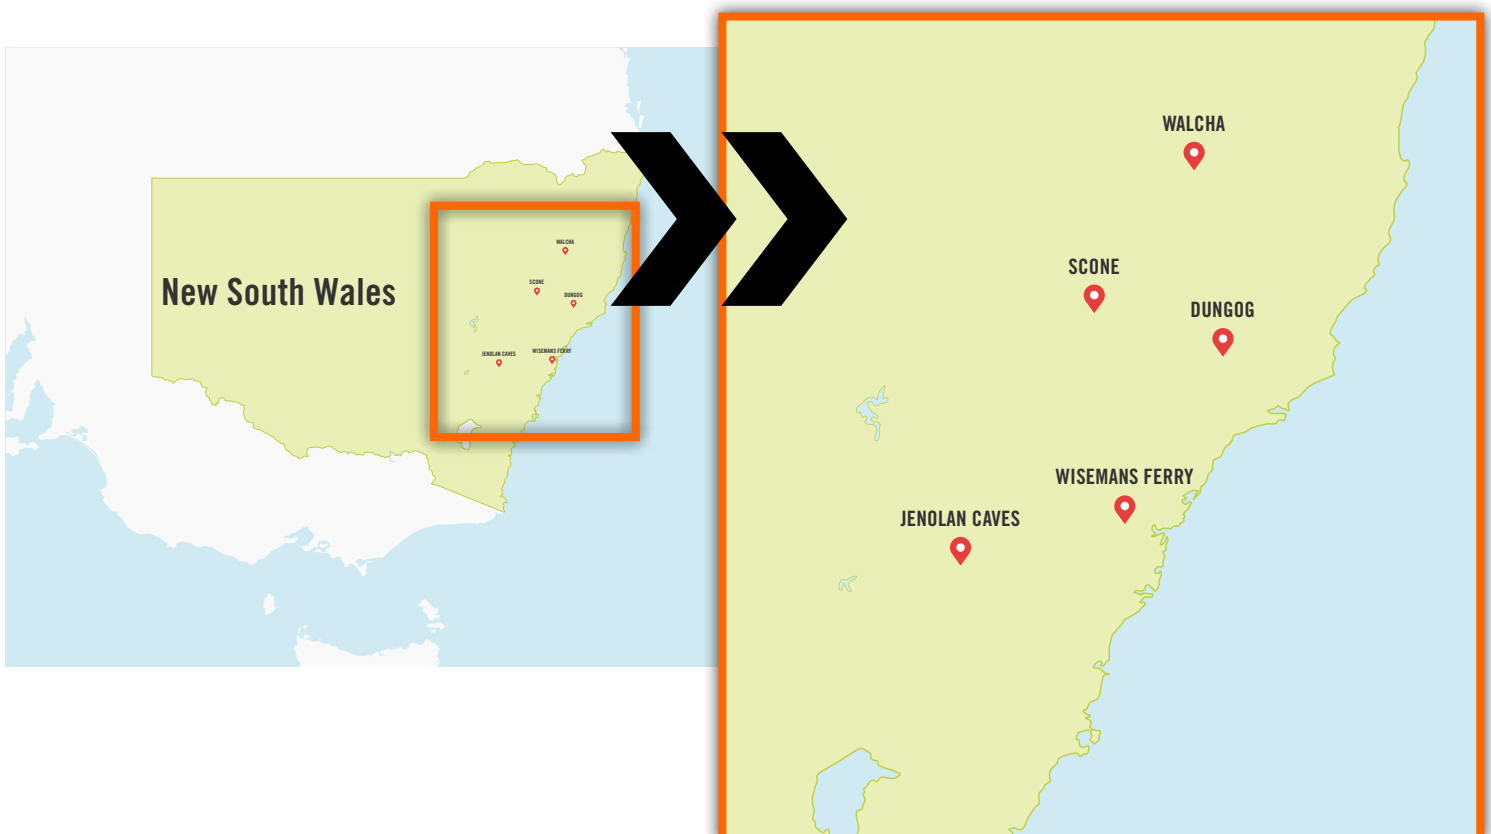 New South Wales
WALCHA
SCONE
DUNGOG
JENOLAN CAVES
WISEMANS FERRY
WALCHA
SCONE
DUNGOG
WISEMANS FERRY
JENOLAN CAVES